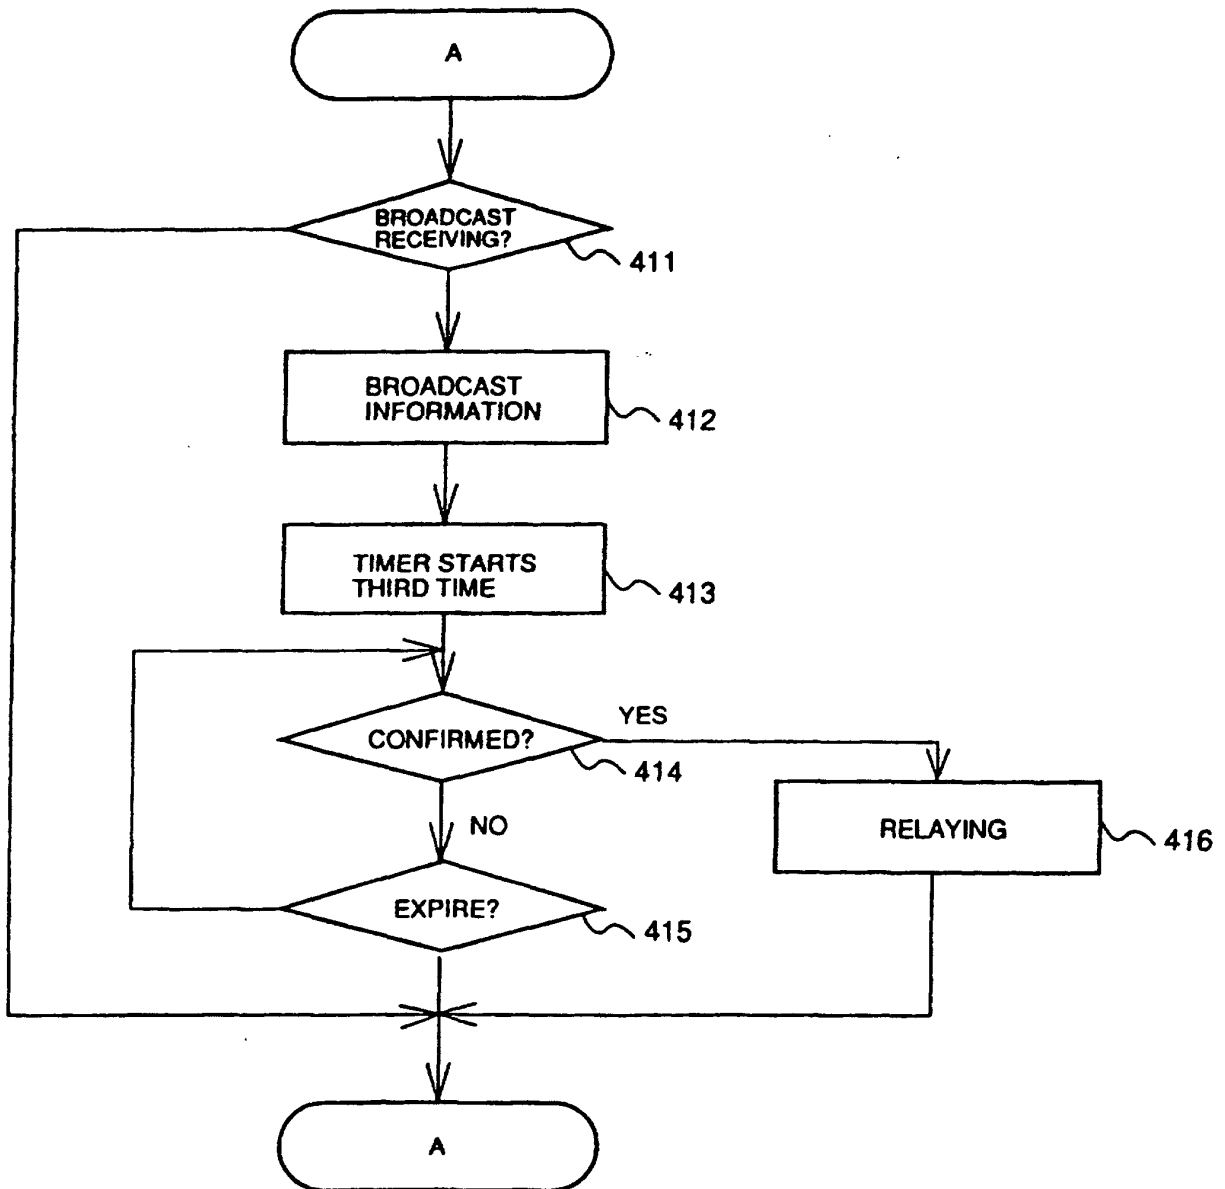 A
BROADCAST
RECEIVING?
411
BROADCAST
INFORMATION
412
TIMER STARTS
THIRD TIME
413
CONFIRMED?
YES
414
NO
RELAYING
416
EXPIRE?
415
A